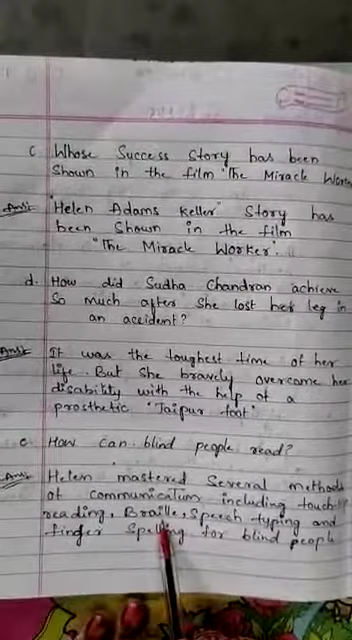 c. Whose Success Story has been
Shown in the film "The Miracle Worker
Ans:- "Helen Adams Keller" Story has
been Shown in the film
"The Miracle Worker".
d. How did Sudha Chandran achieve
So much after She lost her leg in
an accident?
Ans:- It was the toughest time of her
life. But she bravely overcame her
disability with the help of a
prosthetic "Jaipur foot"
e. How can blind people read?
Ans:- Helen mastered Several methods
of communication including touch-lip
reading, Braille, Speech, typing and
finger Spelling for blind people